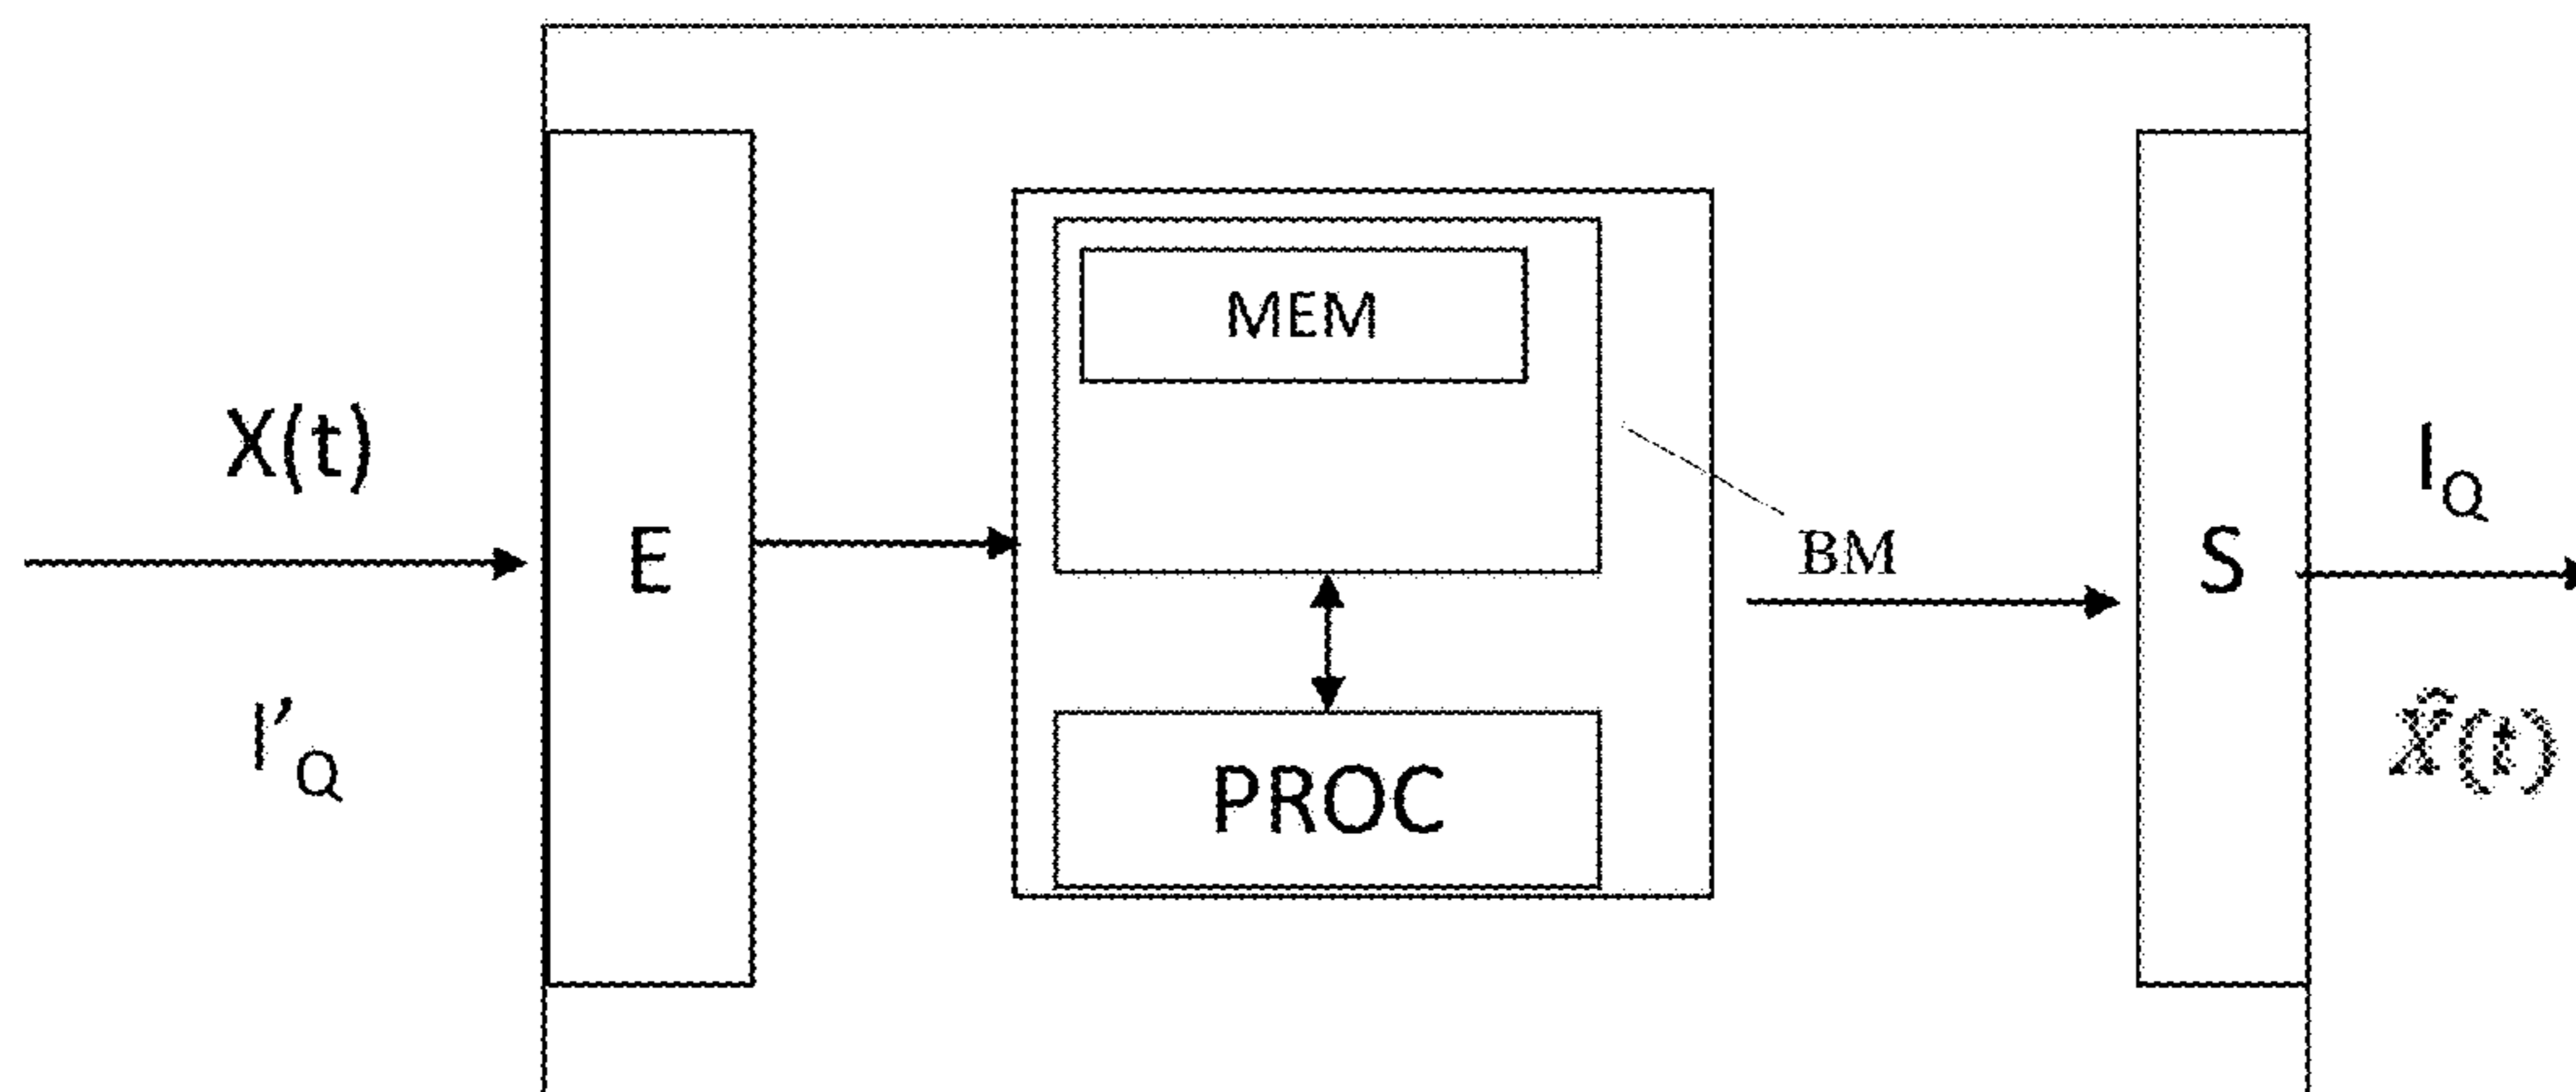 X(t)
I'Q
E
MEM
PROC
BM
S
IQ
X̂(t)